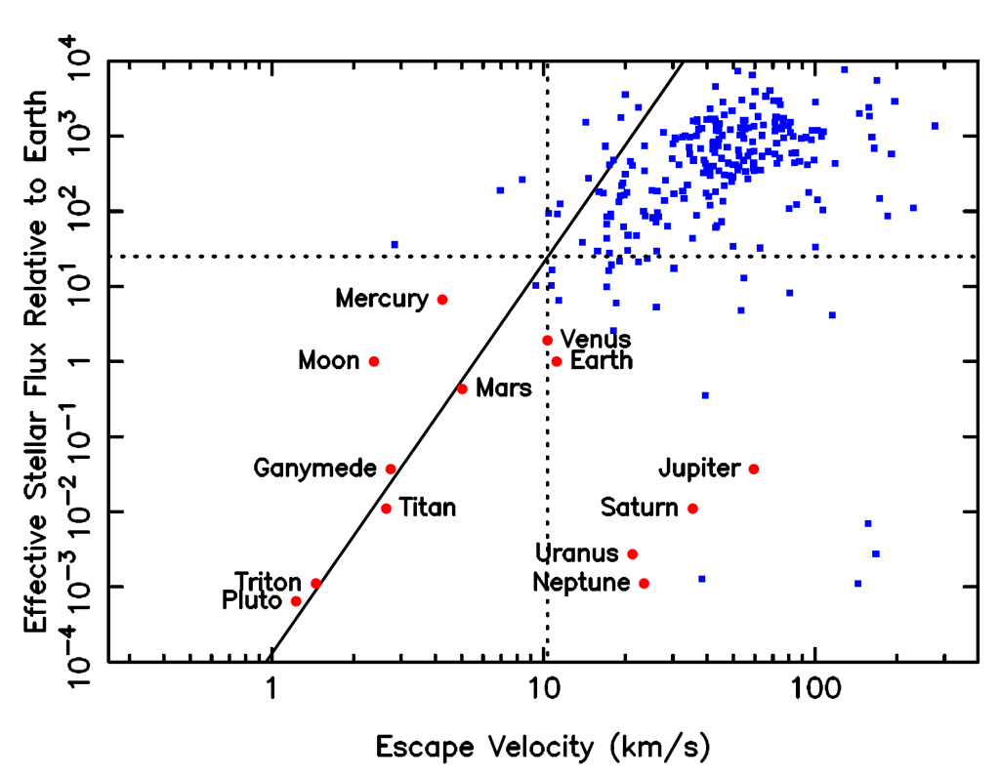 Effective Stellar Flux Relative to Earth
10^4
10^3
10^2
10^1
1
10^-1
10^-2
10^-3
10^-4
Mercury
Venus
Moon
Earth
Mars
Ganymede
Jupiter
Titan
Saturn
Uranus
Triton
Neptune
Pluto
1
10
100
Escape Velocity (km/s)